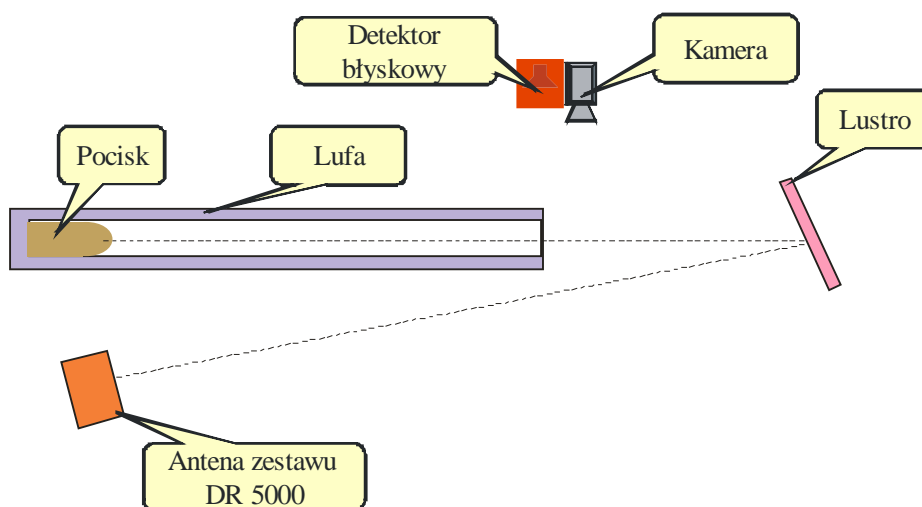 Detektor
błyskowy
Kamera
Lustro
Pocisk
Lufa
Antena zestawu
DR 5000